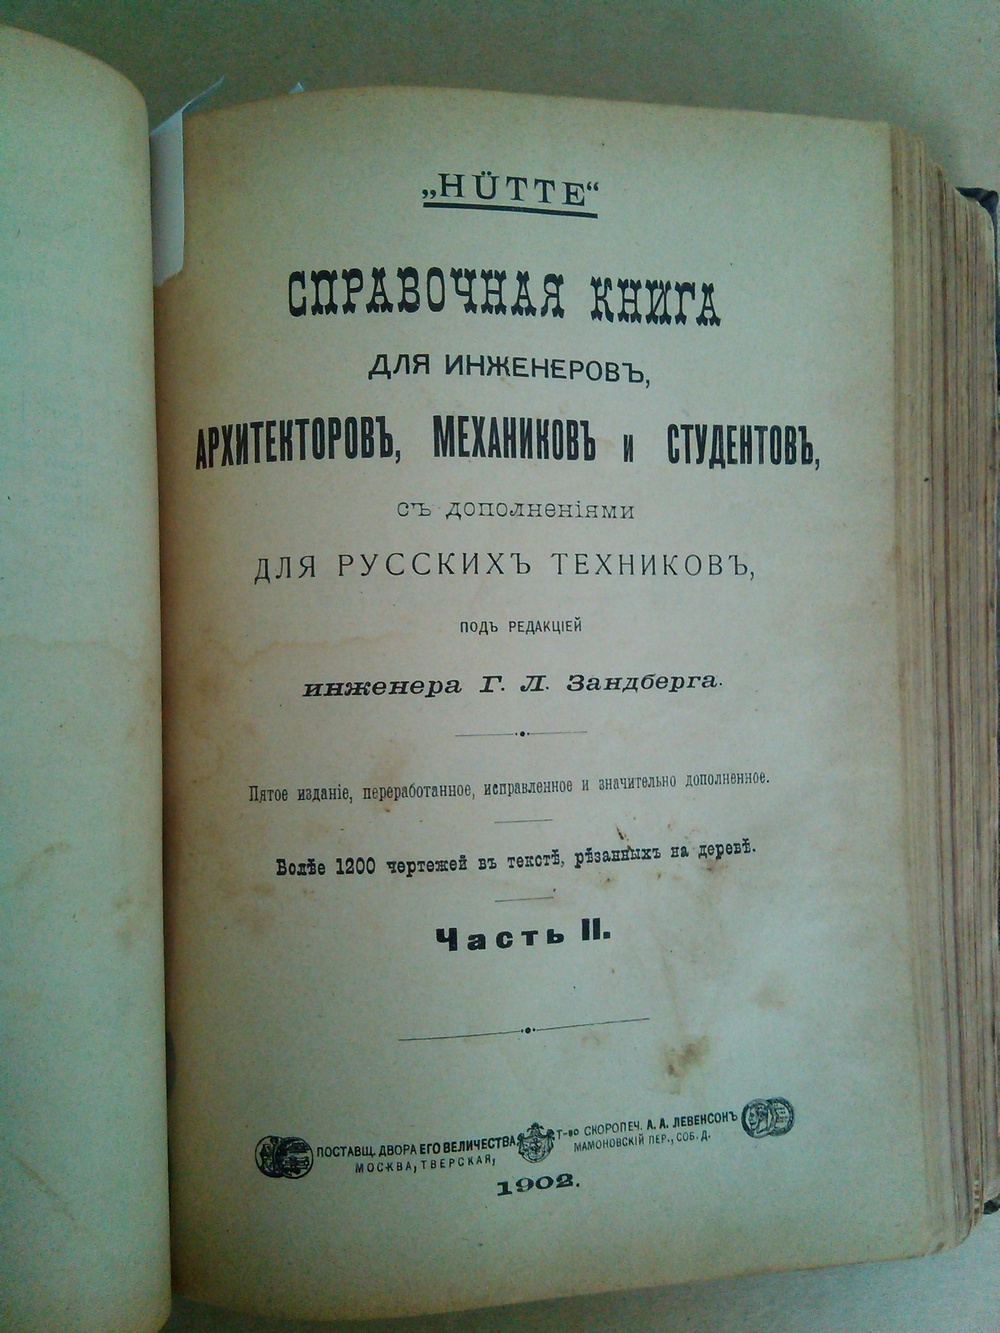 „HÜTTE“
СПРАВОЧНАЯ КНИГА
ДЛЯ ИНЖЕНЕРОВЪ,
АРХИТЕКТОРОВЪ, МЕХАНИКОВЪ и СТУДЕНТОВЪ,
СЪ ДОПОЛНЕНІЯМИ
ДЛЯ РУССКИХЪ ТЕХНИКОВЪ,
ПОДЪ РЕДАКЦІЕЙ
инженера Г. Л. Зандберга.
Пятое изданіе, переработанное, исправленное и значительно дополненное.
Болѣе 1200 чертежей въ текстѣ, рѣзанныхъ на деревѣ.
Часть II.
ПОСТАВЩ. ДВОРА ЕГО ВЕЛИЧЕСТВА Т-во СКОРОПЕЧ. А. А. ЛЕВЕНСОНЪ
МОСКВА, ТВЕРСКАЯ, МАМОНОВСКІЙ ПЕР., СОБ. Д.
1902.